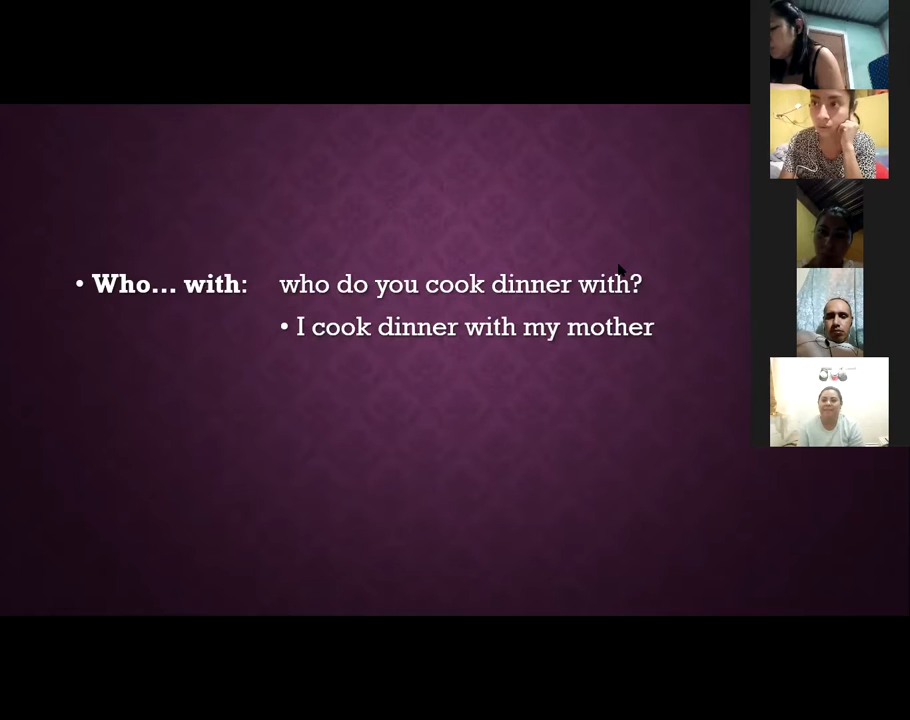 • Who... with: who do you cook dinner with?
• I cook dinner with my mother